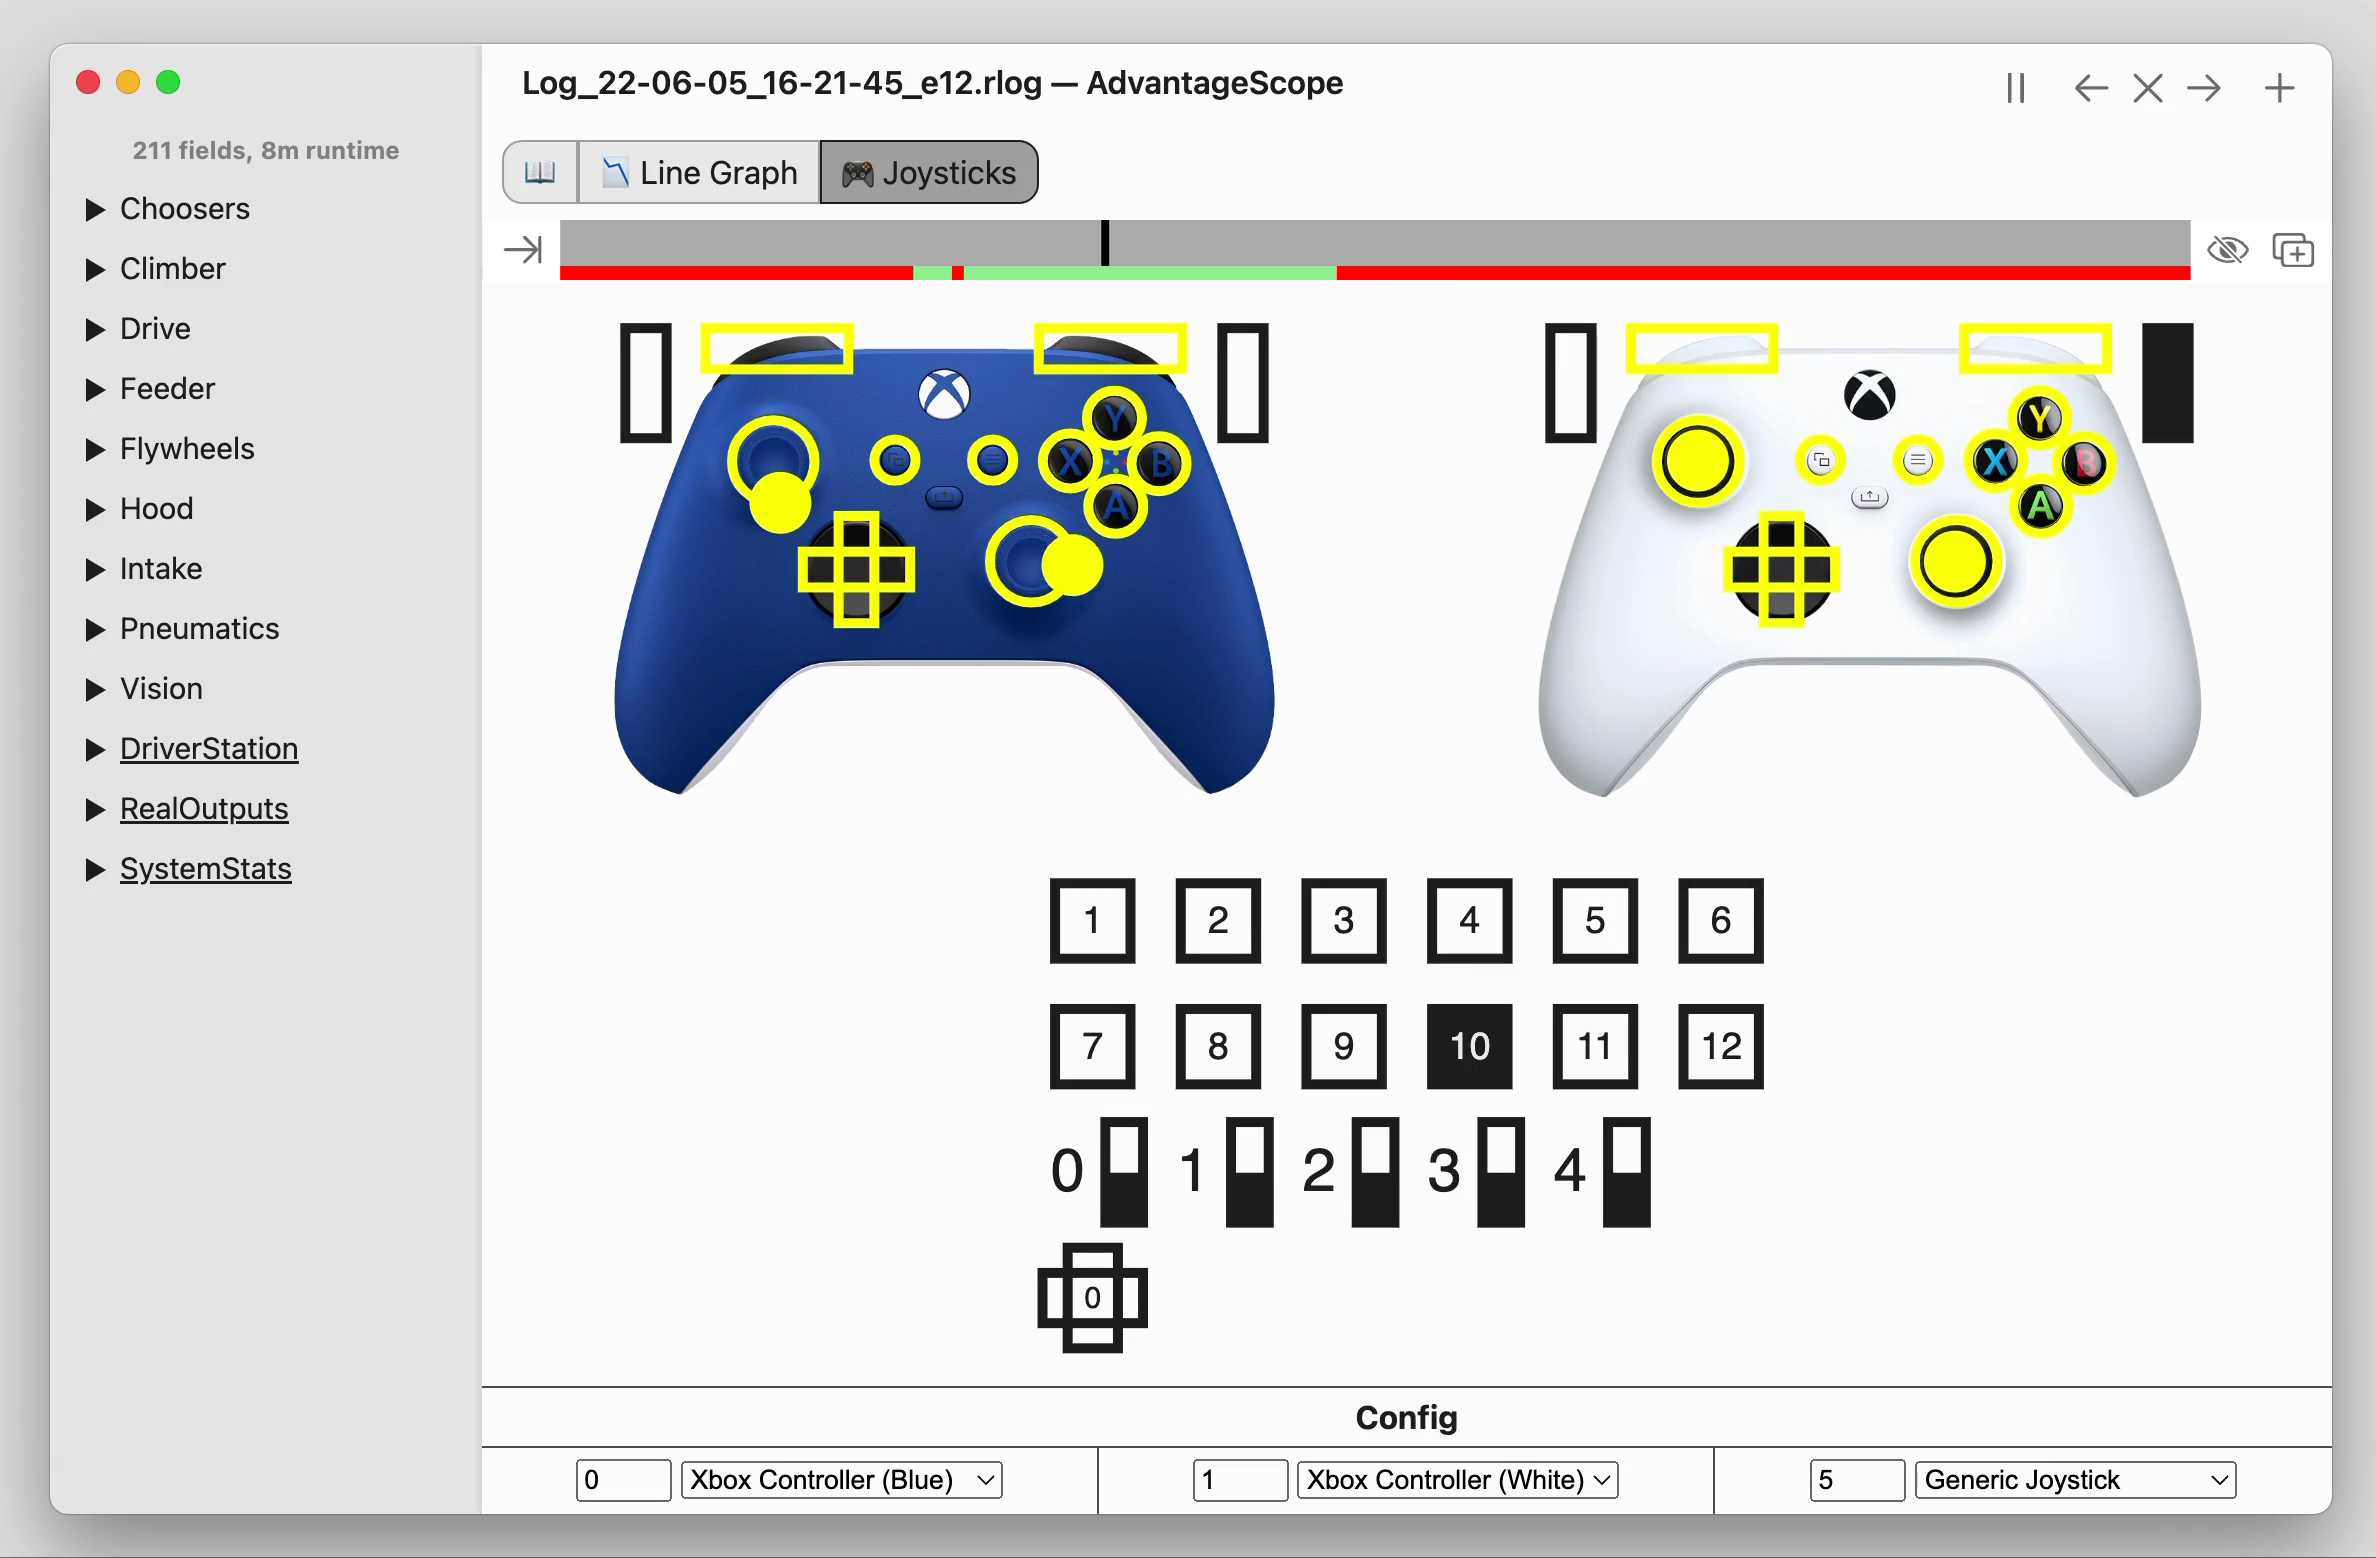 Log_22-06-05_16-21-45_e12.rlog — AdvantageScope
211 fields, 8m runtime
Line Graph
Joysticks
Choosers
Climber
Drive
Feeder
Flywheels
Hood
Intake
Pneumatics
Vision
DriverStation
RealOutputs
SystemStats
Y
X B
A
Y
X B
A
1 2 3 4 5 6
7 8 9 10 11 12
0 1 2 3 4
0
Config
0 Xbox Controller (Blue) 1 Xbox Controller (White) 5 Generic Joystick